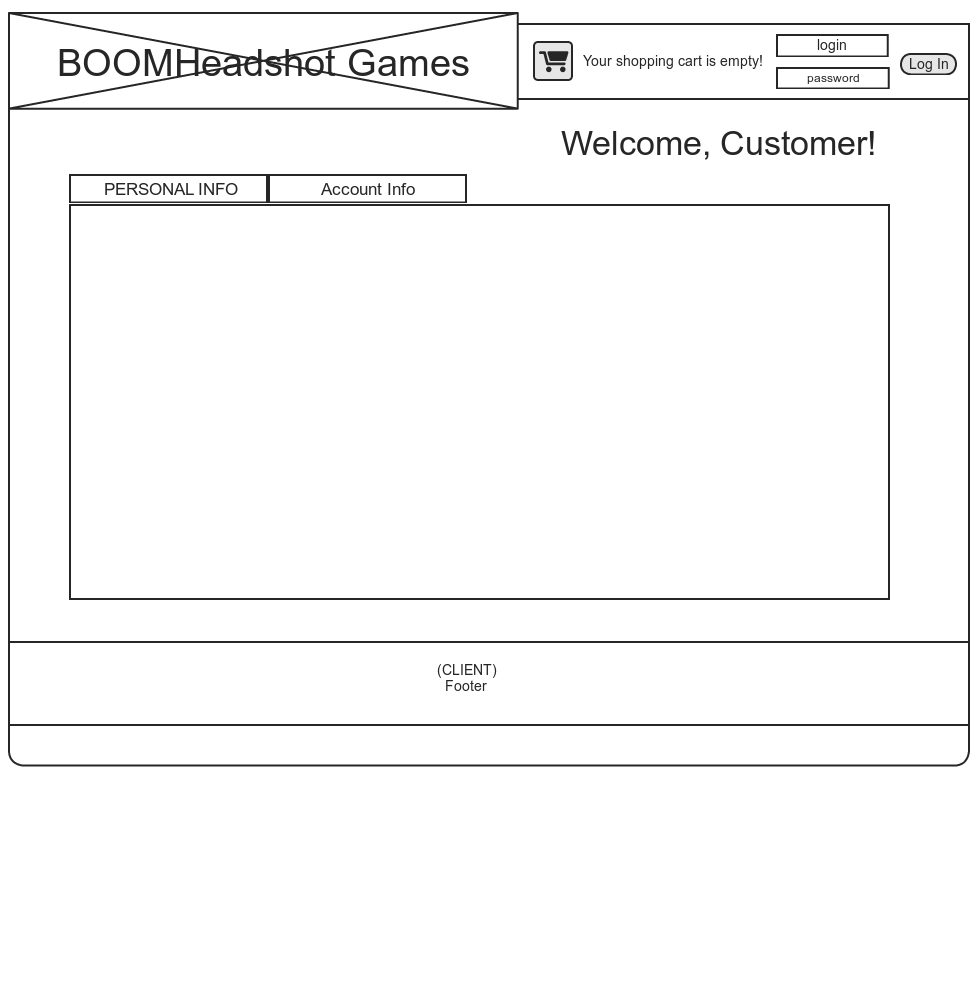 BOOMHeadshot Games
Your shopping cart is empty!
login
password
Log In
Welcome, Customer!
PERSONAL INFO
Account Info
(CLIENT)
Footer